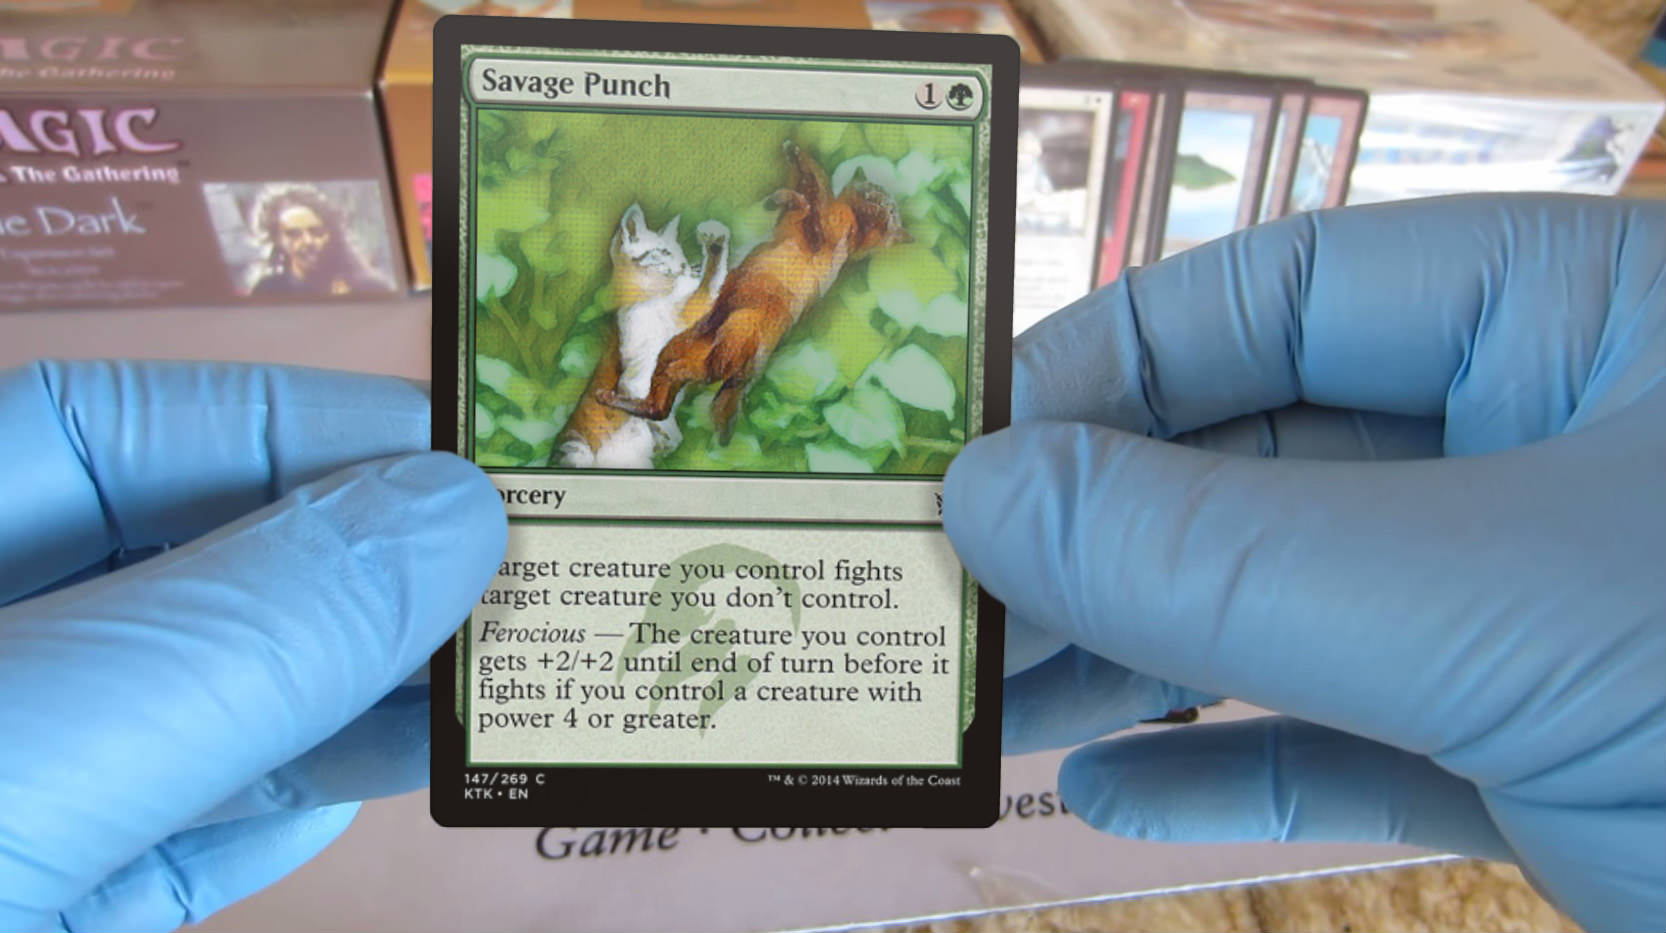 AGIC
The Gathering
Dark
Savage Punch
1
orcery
arget creature you control fights
target creature you don't control.
Ferocious — The creature you control
gets +2/+2 until end of turn before it
fights if you control a creature with
power 4 or greater.
147/269 C
KTK • EN
™ & © 2014 Wizards of the Coast
Game ·